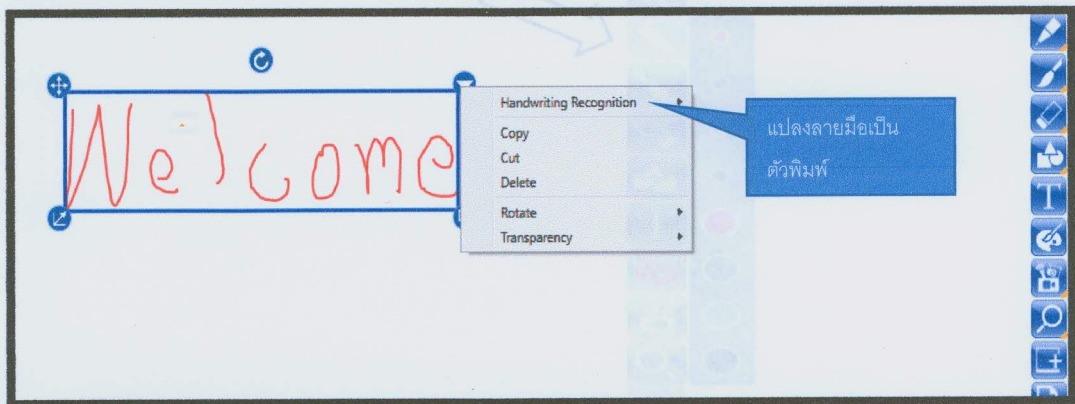 Welcome
Handwriting Recognition
Copy
Cut
Delete
Rotate
Transparency
แปลงลายมือเป็น
ตัวพิมพ์
T